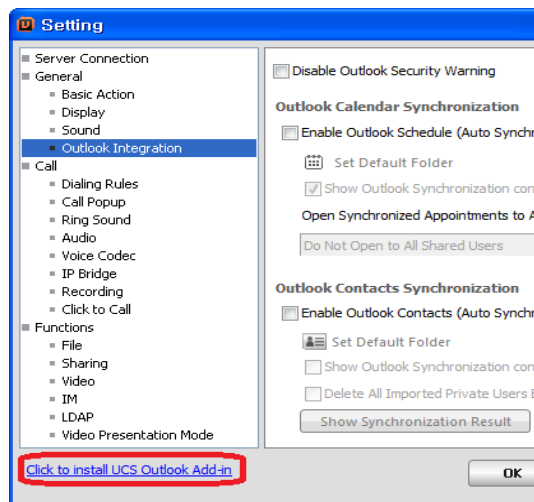 Setting
Server Connection
General
Basic Action
Display
Sound
Outlook Integration
Call
Dialing Rules
Call Popup
Ring Sound
Audio
Voice Codec
IP Bridge
Recording
Click to Call
Functions
File
Sharing
Video
IM
LDAP
Video Presentation Mode
Click to install UCS Outlook Add-in
Disable Outlook Security Warning
Outlook Calendar Synchronization
Enable Outlook Schedule (Auto Synchr
Set Default Folder
Show Outlook Synchronization con
Open Synchronized Appointments to A
Do Not Open to All Shared Users
Outlook Contacts Synchronization
Enable Outlook Contacts (Auto Synchr
Set Default Folder
Show Outlook Synchronization con
Delete All Imported Private Users
Show Synchronization Result
OK